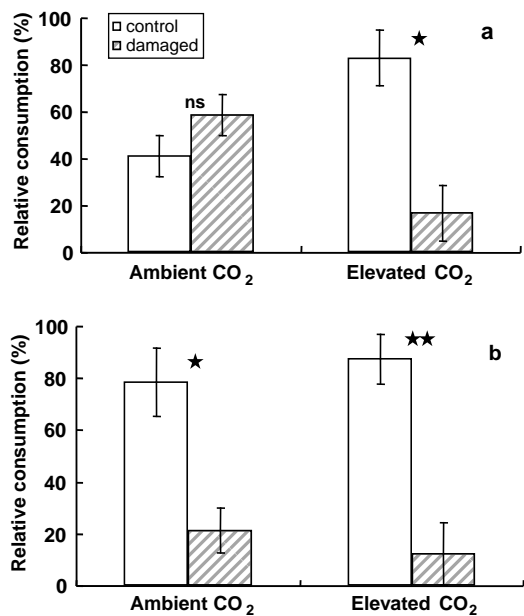 control
damaged
a
Relative consumption (%)
100
80
60
40
20
0
ns
★
Ambient CO₂
Elevated CO₂
b
Relative consumption (%)
100
80
60
40
20
0
★
★★
Ambient CO₂
Elevated CO₂